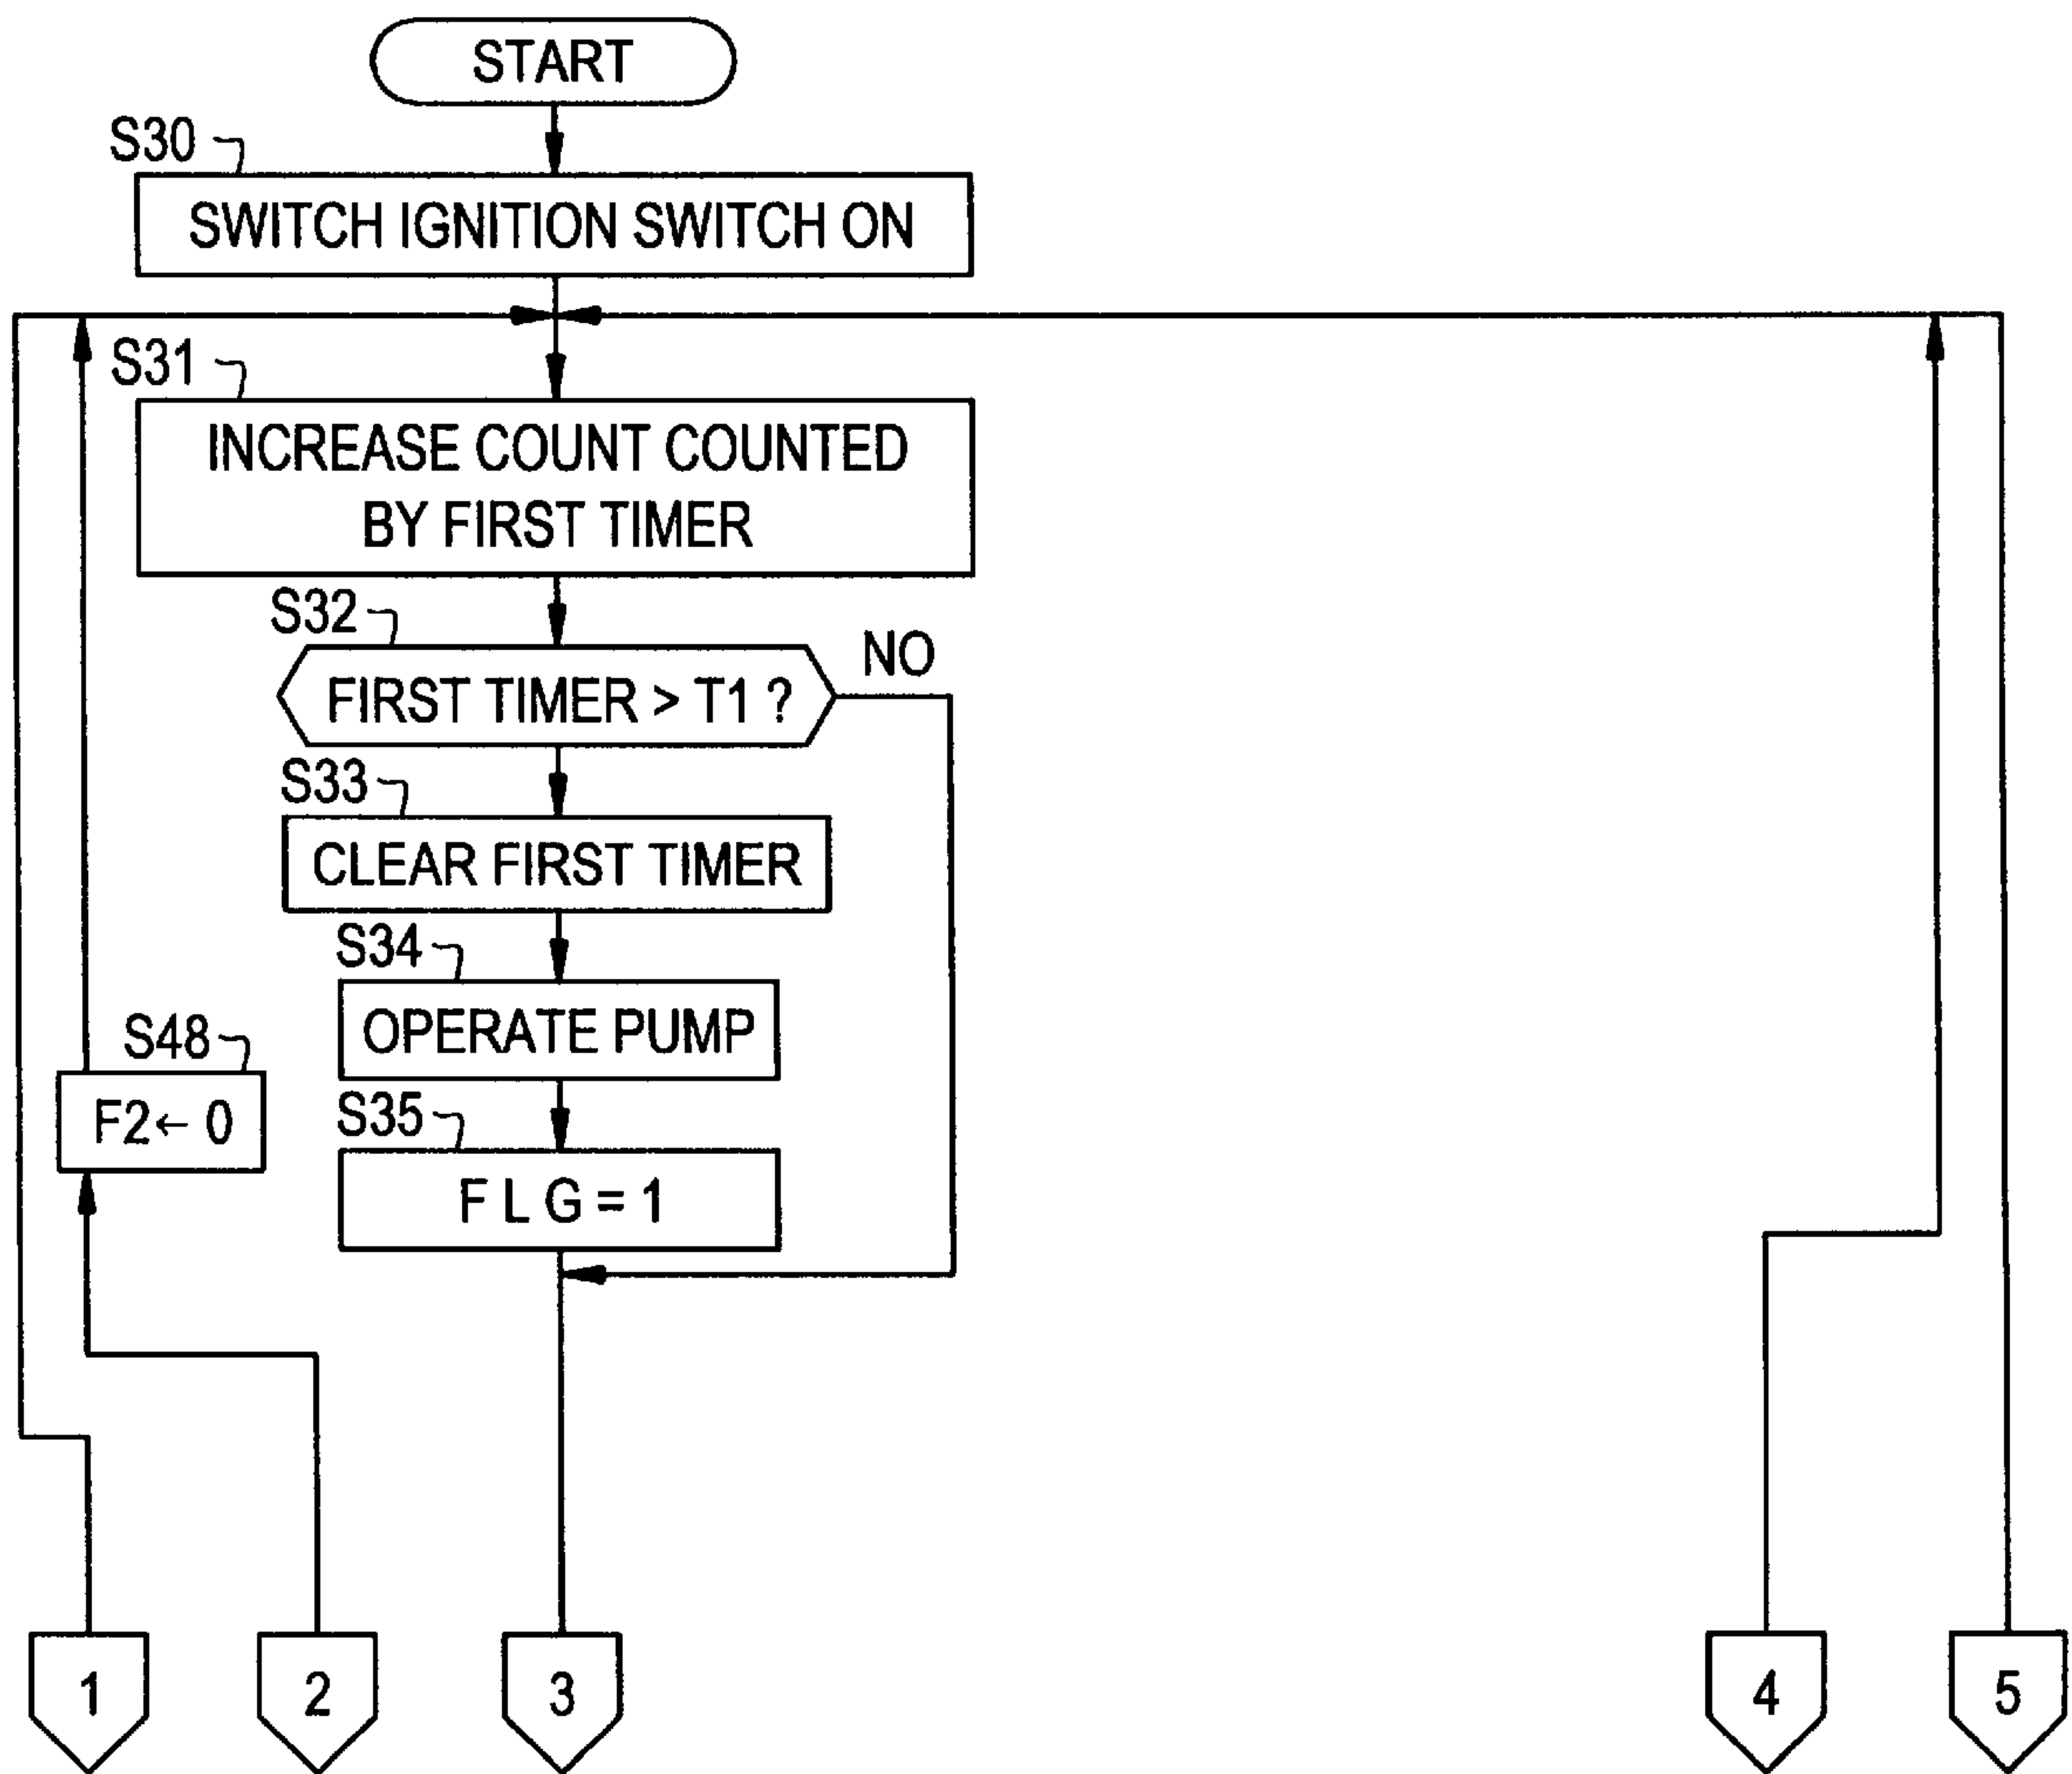 START
S30
SWITCH IGNITION SWITCH ON
S31
INCREASE COUNT COUNTED
BY FIRST TIMER
S32
NO
FIRST TIMER > T1 ?
S33
CLEAR FIRST TIMER
S34
OPERATE PUMP
S48
F2← 0
S35
F L G = 1
1
2
3
4
5